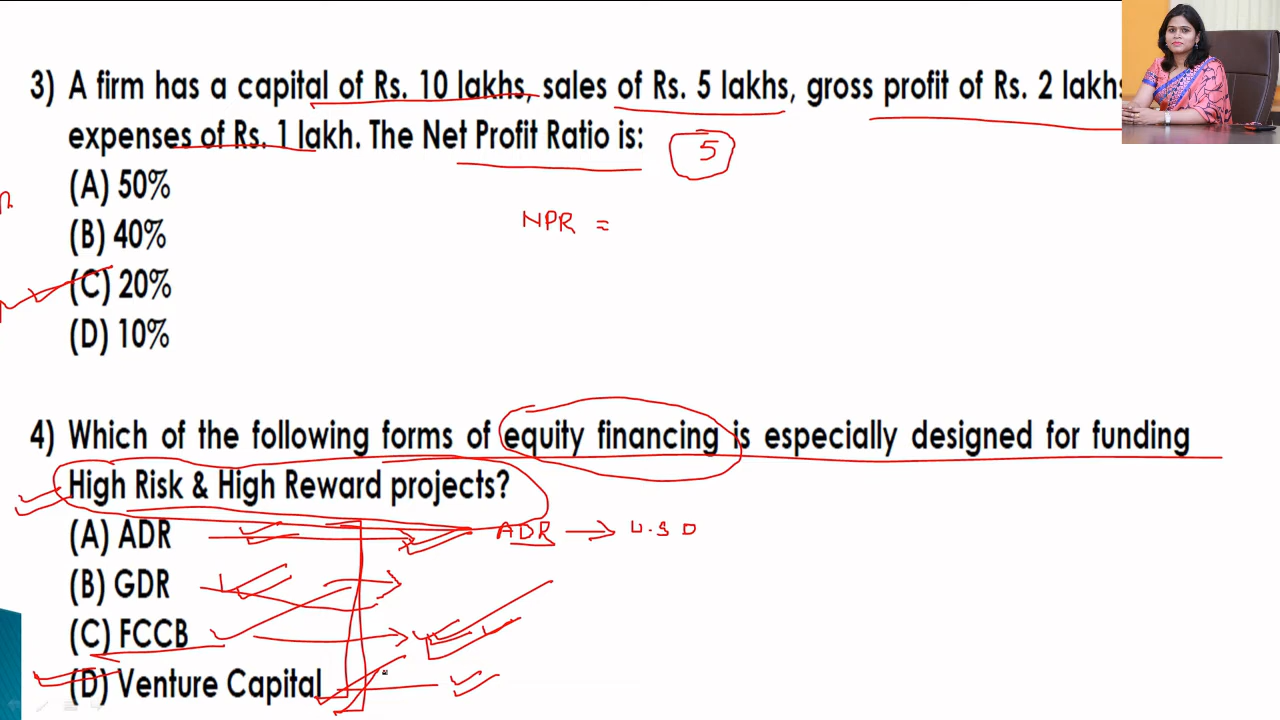 3) A firm has a capital of Rs. 10 lakhs, sales of Rs. 5 lakhs, gross profit of Rs. 2 lakhs
expenses of Rs. 1 lakh. The Net Profit Ratio is: 5
(A) 50%
NPR =
(B) 40%
(C) 20%
(D) 10%
4) Which of the following forms of equity financing is especially designed for funding
High Risk & High Reward projects?
(A) ADR ADR → U.S D
(B) GDR
(C) FCCB
(D) Venture Capital